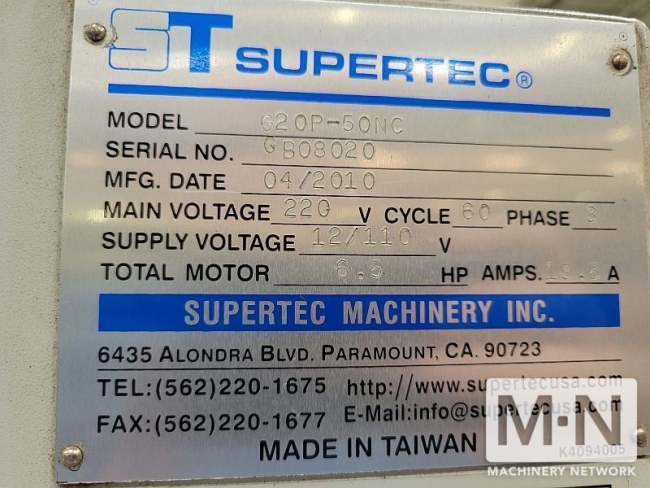 ST SUPERTEC®
MODEL G20P-50NC
SERIAL NO. GB08020
MFG. DATE 04/2010
MAIN VOLTAGE 220 V CYCLE 60 PHASE 3
SUPPLY VOLTAGE 12/110 V
TOTAL MOTOR 6.5 HP AMPS. 19.5 A
SUPERTEC MACHINERY INC.
6435 ALONDRA BLVD. PARAMOUNT, CA. 90723
TEL:(562)220-1675 http://www.supertecusa.com
FAX:(562)220-1677 E-Mail:info@supertecusa.com
MADE IN TAIWAN
M·N
K4094005
MACHINERY NETWORK